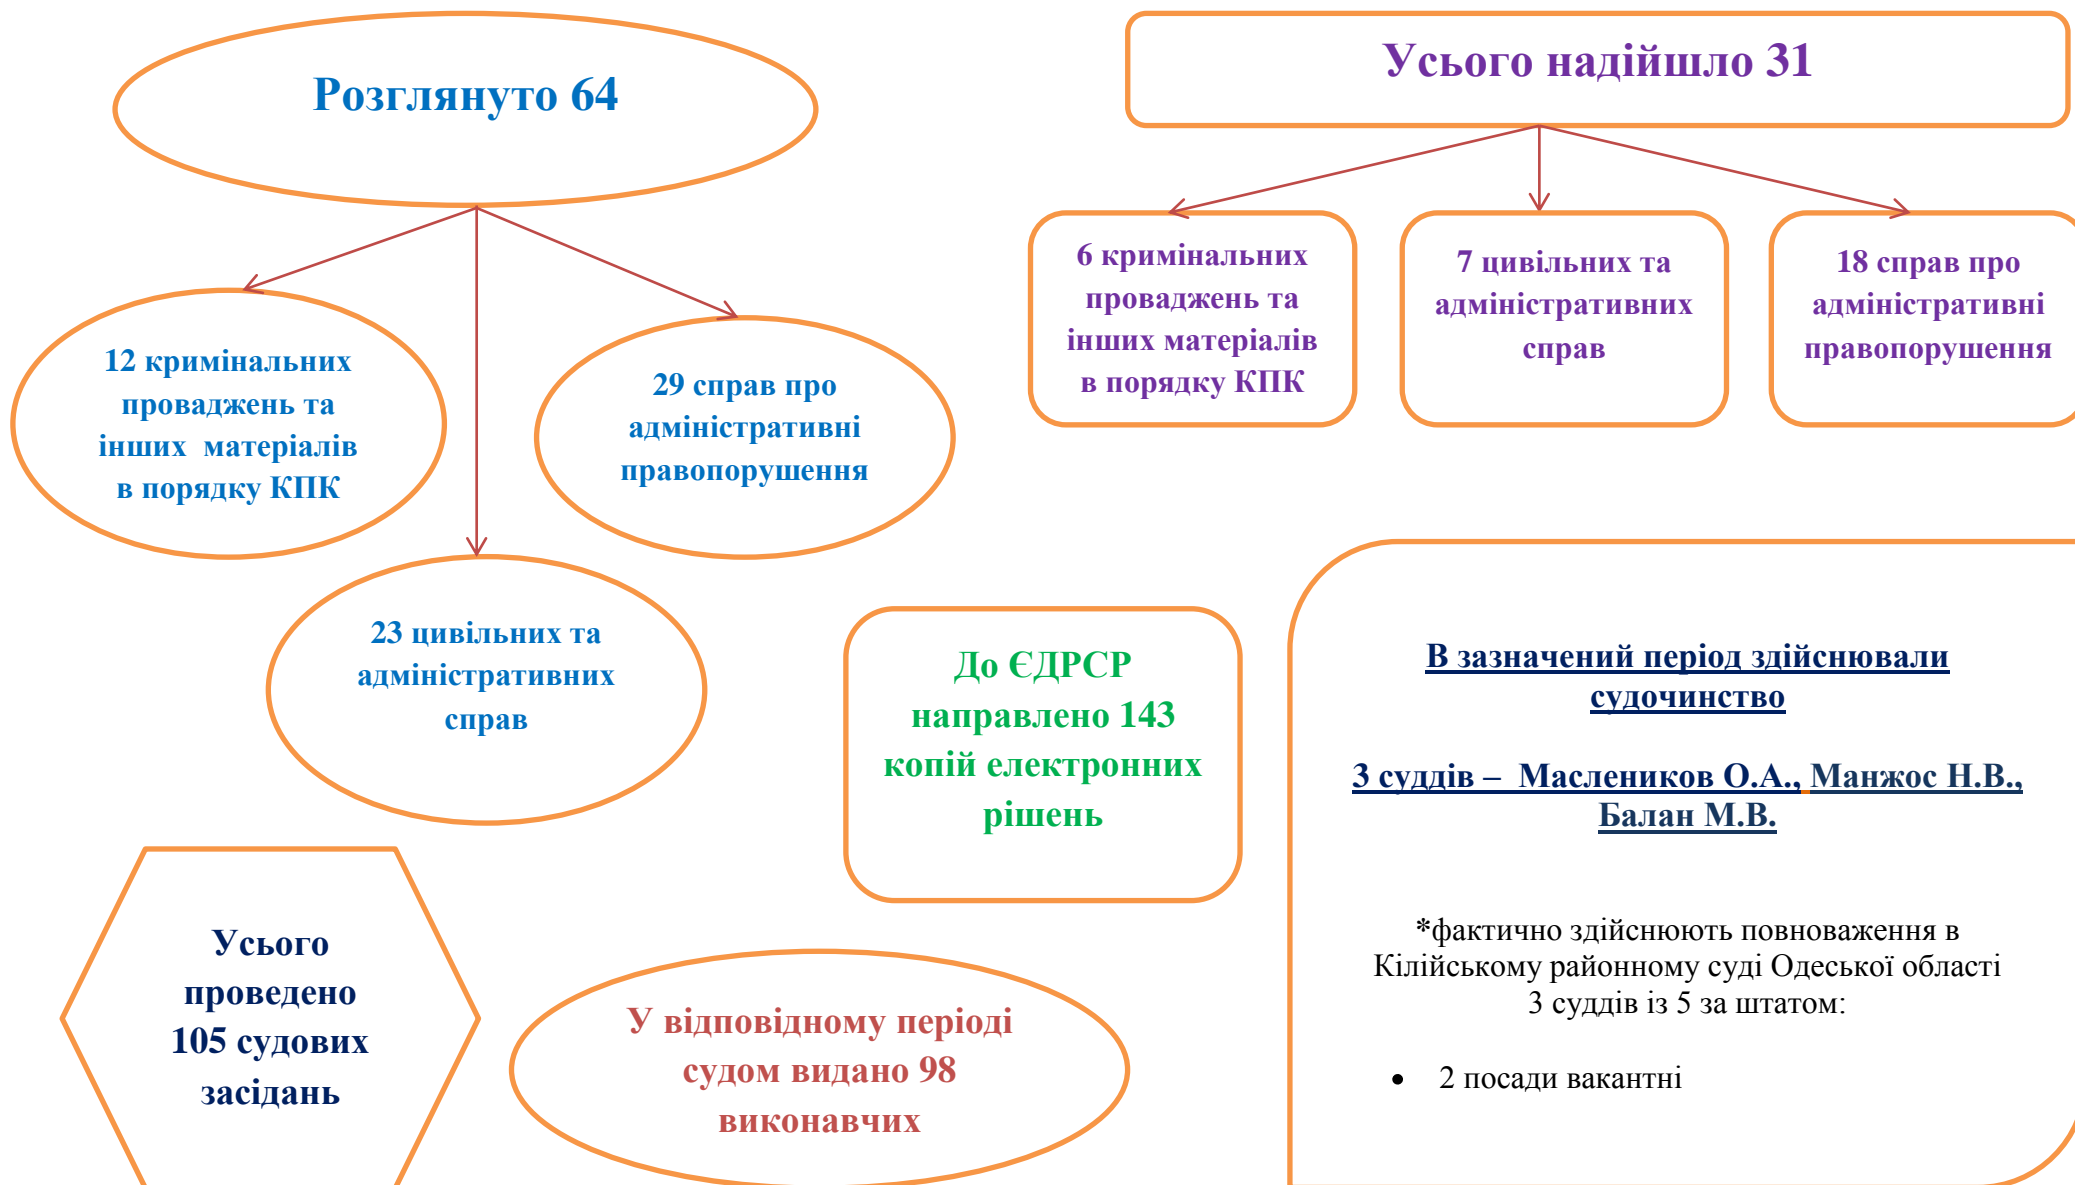 Розглянуто 64
12 кримінальних
проваджень та
інших матеріалів
в порядку КПК
29 справ про
адміністративні
правопорушення
23 цивільних та
адміністративних
справ
Усього надійшло 31
6 кримінальних
проваджень та
інших матеріалів
в порядку КПК
7 цивільних та
адміністративних
справ
18 справ про
адміністративні
правопорушення
До ЄДРСР
направлено 143
копій електронних
рішень
В зазначений період здійснювали
судочинство
3 суддів – Маслеников О.А., Манжос Н.В.,
Балан М.В.
*фактично здійснюють повноваження в
Кілійському районному суді Одеської області
3 суддів із 5 за штатом:
• 2 посади вакантні
Усього
проведено
105 судових
засідань
У відповідному періоді
судом видано 98
виконавчих